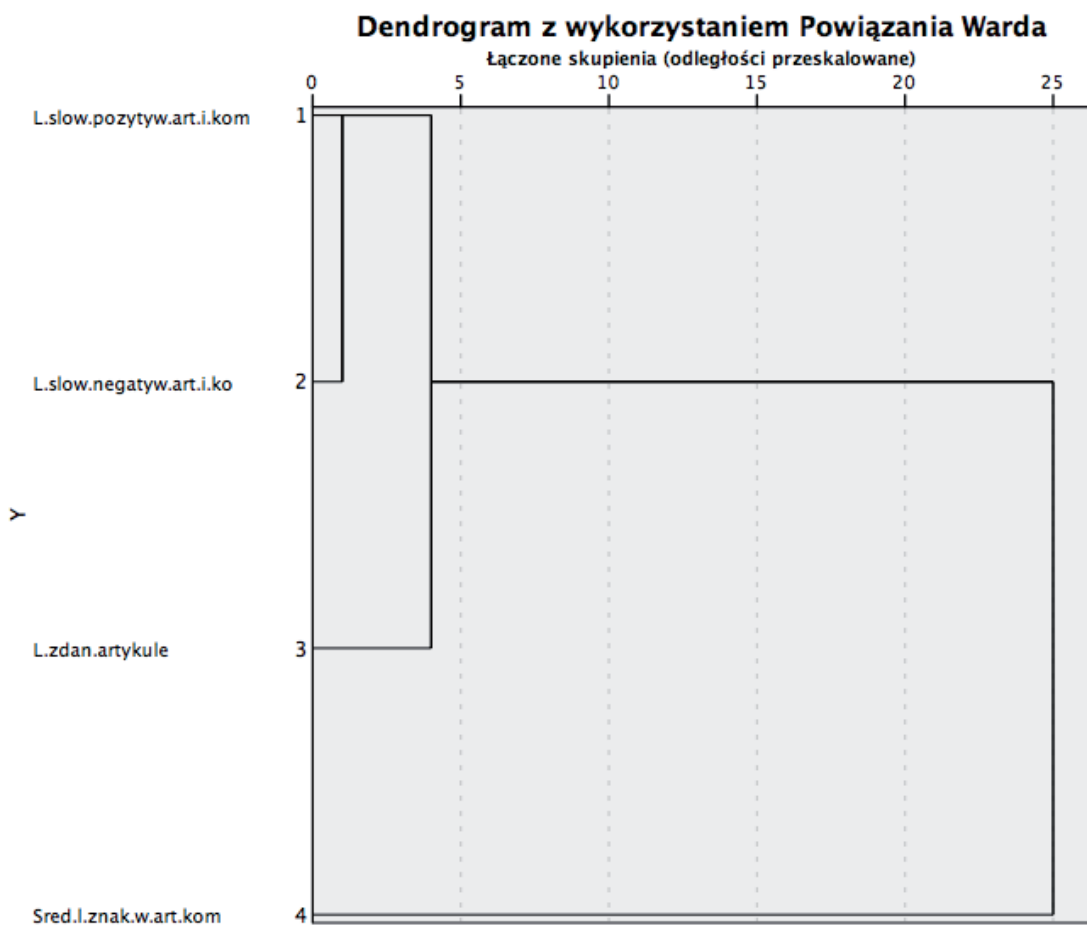 Dendrogram z wykorzystaniem Powiązania Warda
Łączone skupienia (odległości przeskalowane)
0 5 10 15 20 25
L.slow.pozytyw.art.i.kom 1
L.slow.negatyw.art.i.ko 2
Y
L.zdan.artykule 3
Sred.l.znak.w.art.kom 4